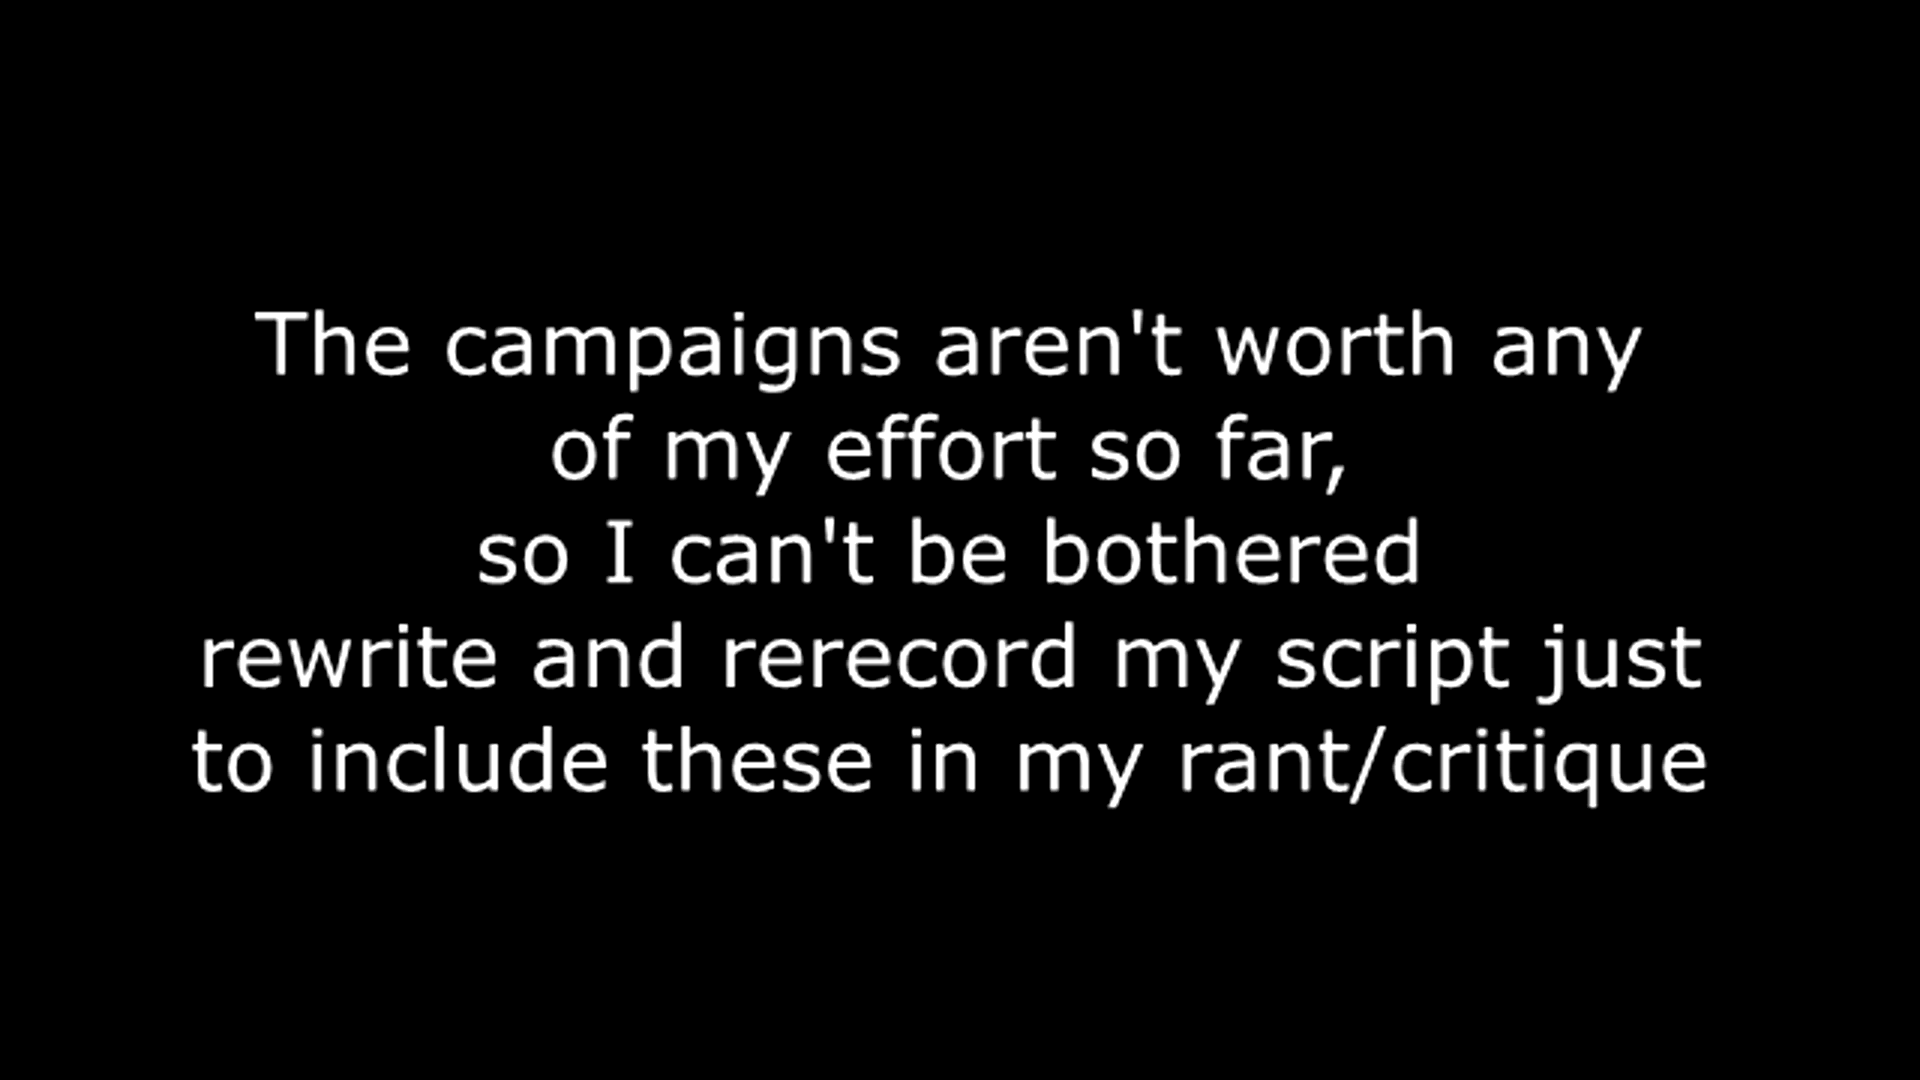 The campaigns aren't worth any
of my effort so far,
so I can't be bothered
rewrite and rerecord my script just
to include these in my rant/critique